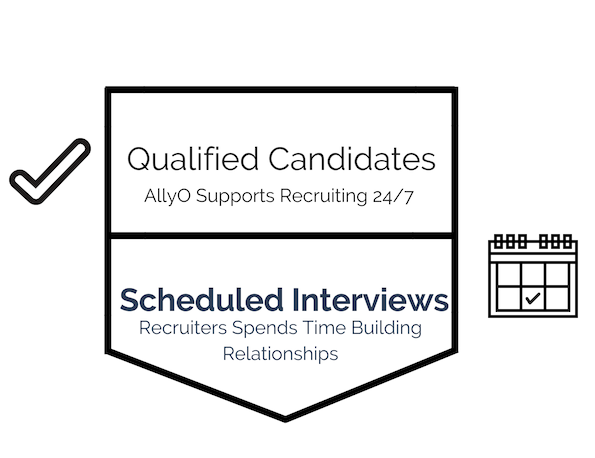 Qualified Candidates
AllyO Supports Recruiting 24/7
Scheduled Interviews
Recruiters Spends Time Building
Relationships